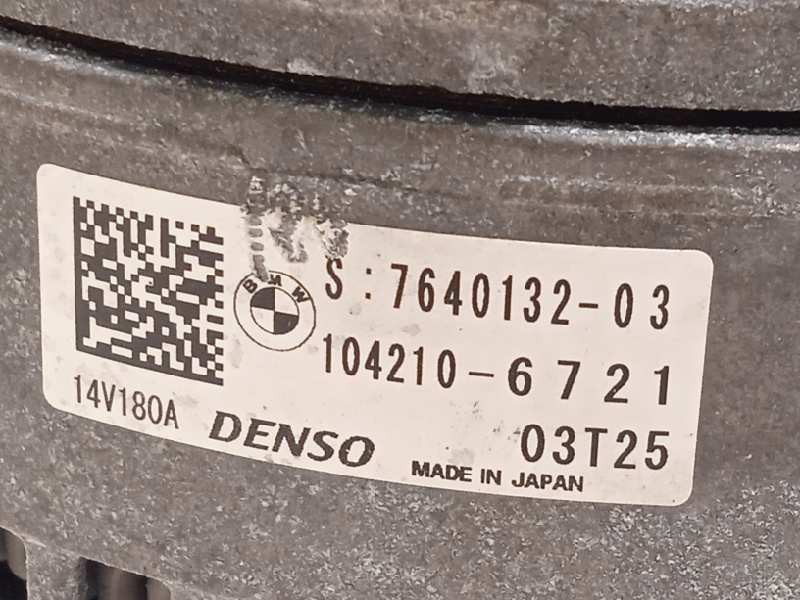 BMW
S:7640132-03
104210-6721
14V180A
DENSO
03T25
MADE IN JAPAN